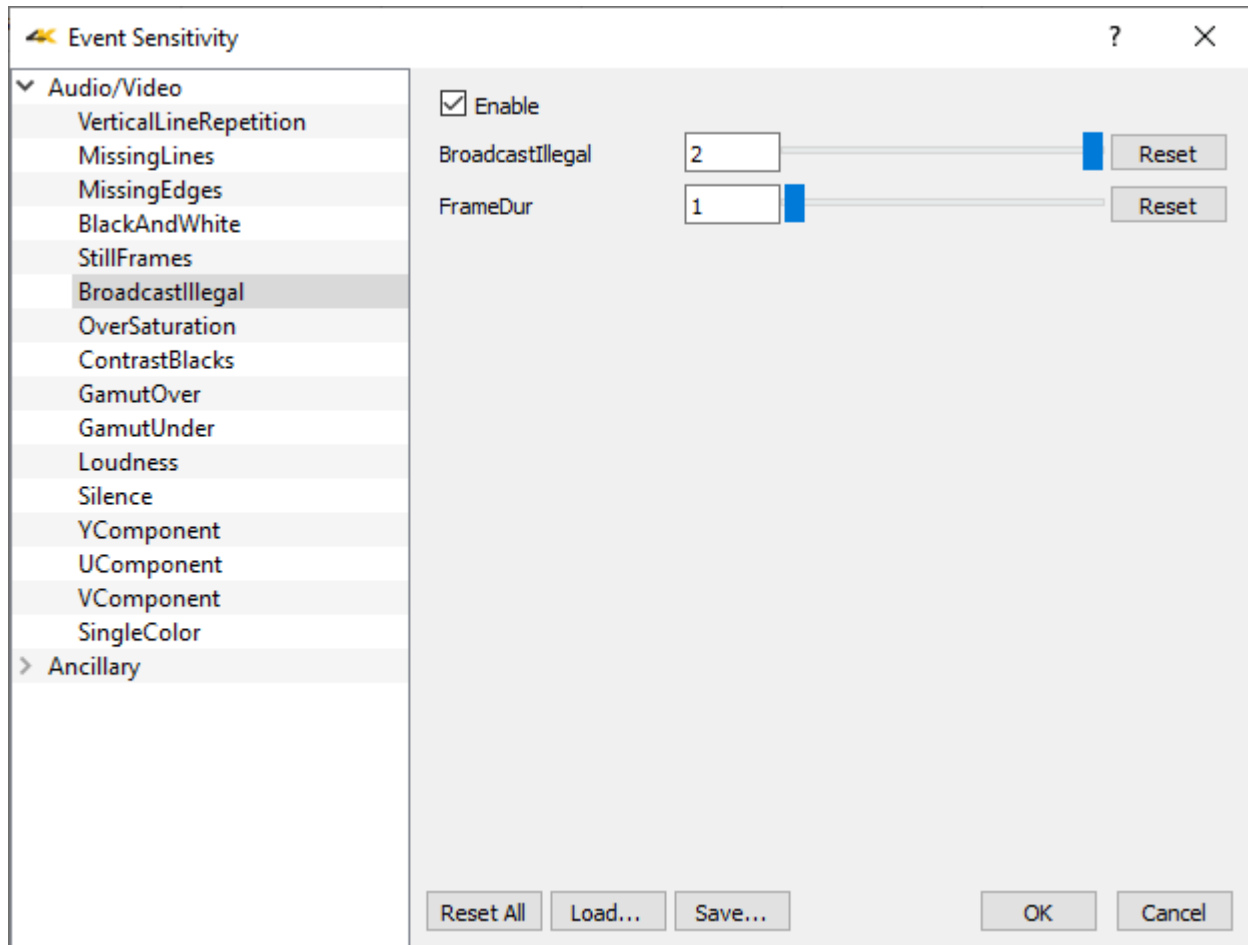 4K Event Sensitivity ?
Audio/Video
VerticalLineRepetition
MissingLines
MissingEdges
BlackAndWhite
StillFrames
BroadcastIllegal
OverSaturation
ContrastBlacks
GamutOver
GamutUnder
Loudness
Silence
YComponent
UComponent
VComponent
SingleColor
Ancillary
Enable
BroadcastIllegal 2 Reset
FrameDur 1 Reset
Reset All Load... Save... OK Cancel